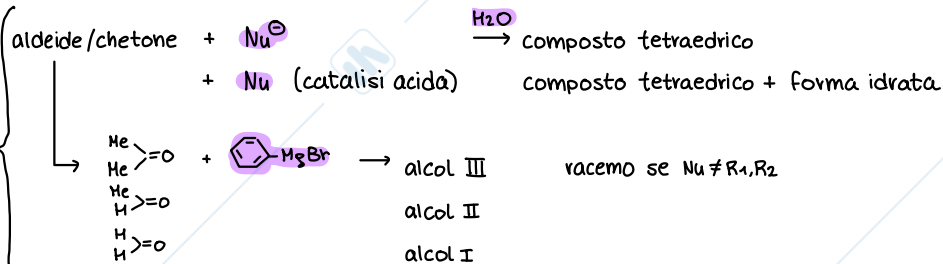 H2O
aldeide/chetone + Nu⊖ → composto tetraedrico
+ Nu (catalisi acida) composto tetraedrico + forma idrata
Me
Me >=O + -MgBr → alcol III racemo se Nu ≠ R1,R2
Me
H >=O alcol II
H
H >=O alcol I